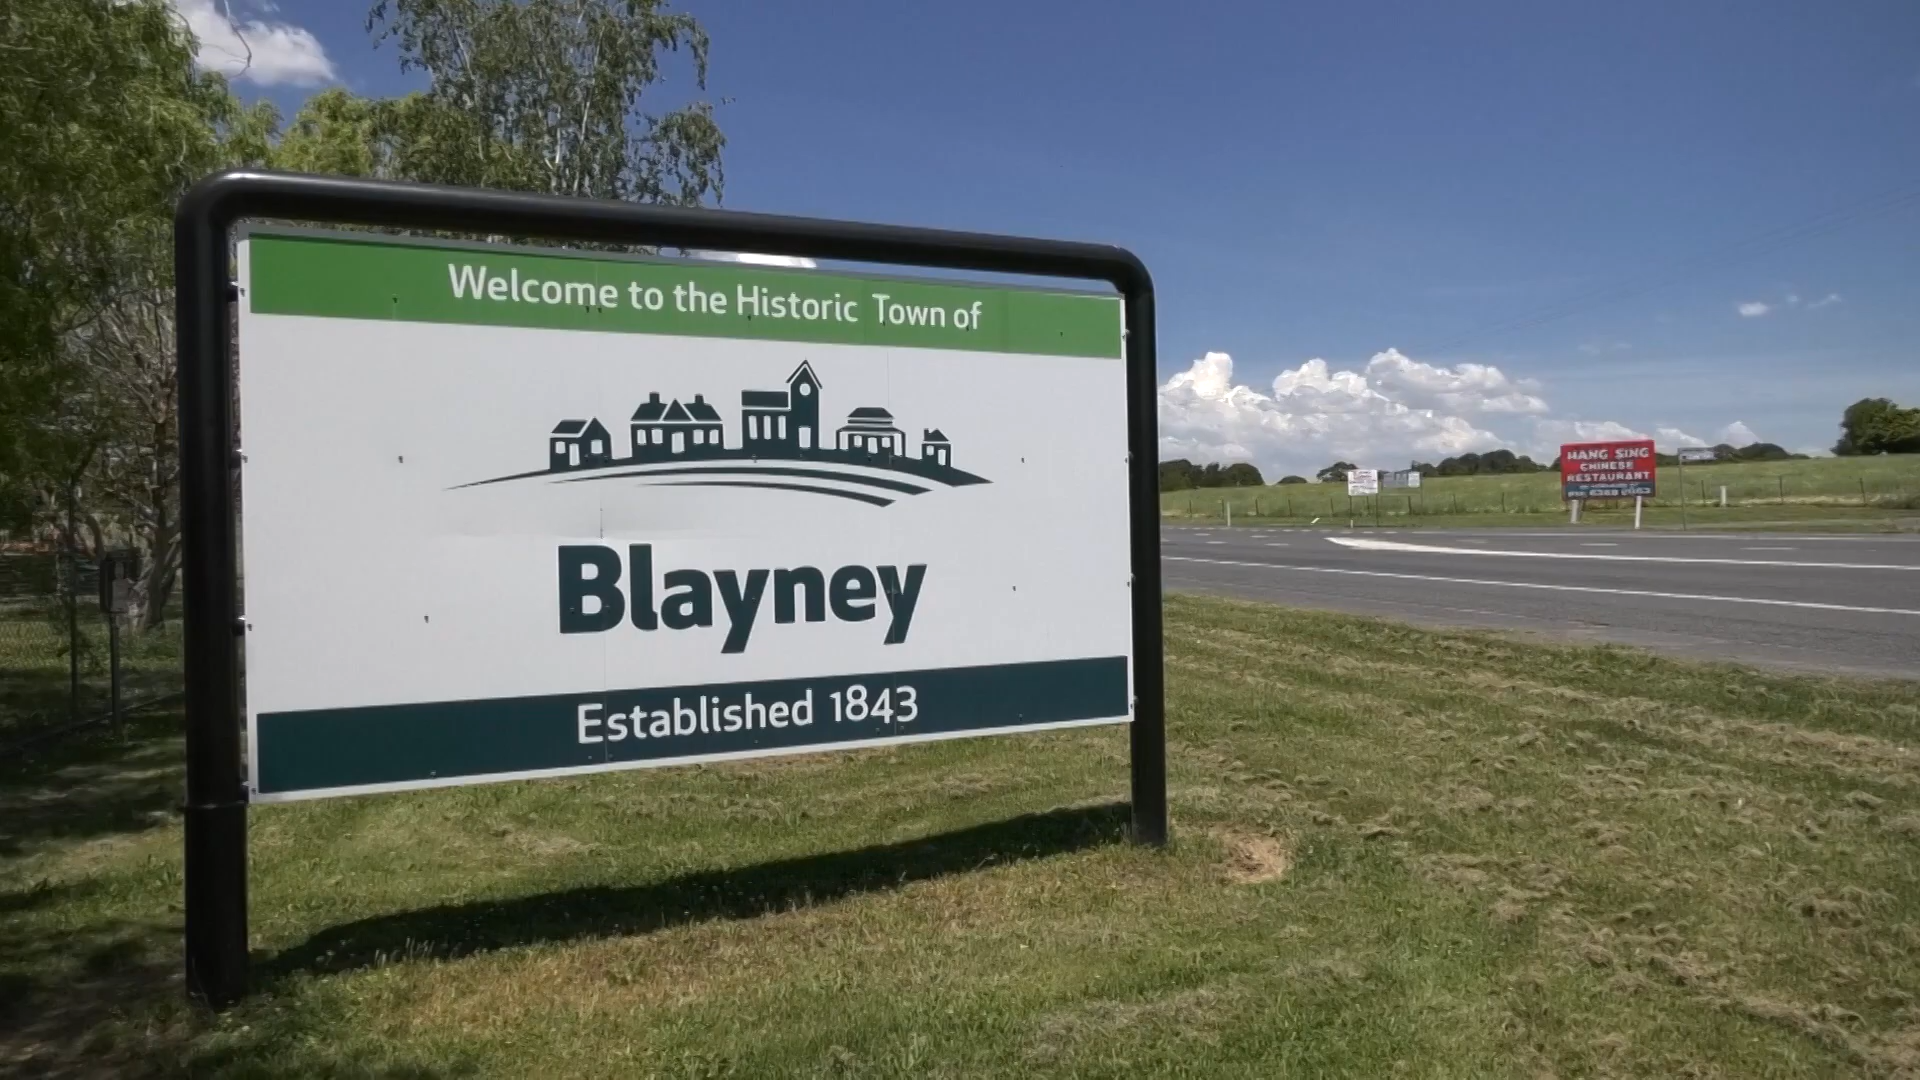 Welcome to the Historic Town of
Blayney
Established 1843
HANG SING
CHINESE
RESTAURANT